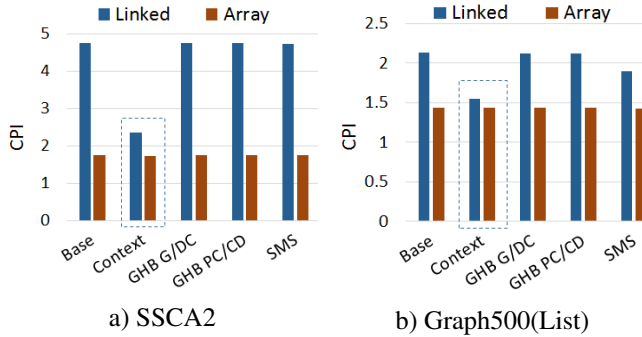 Linked Array
5
4
3
2
1
0
CPI
Base
Context
GHB G/DC
GHB PC/CD
SMS
a) SSCA2
Linked Array
2.5
2
1.5
1
0.5
0
CPI
Base
Context
GHB G/DC
GHB PC/CD
SMS
b) Graph500(List)